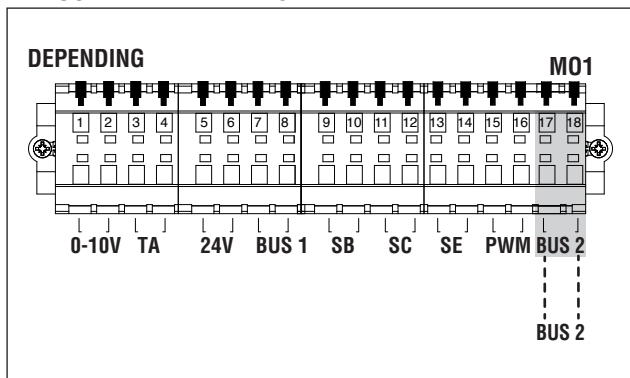 DEPENDING
M01
1 2 3 4 5 6 7 8 9 10 11 12 13 14 15 16 17 18
0-10V TA 24V BUS 1 SB SC SE PWM BUS 2
BUS 2